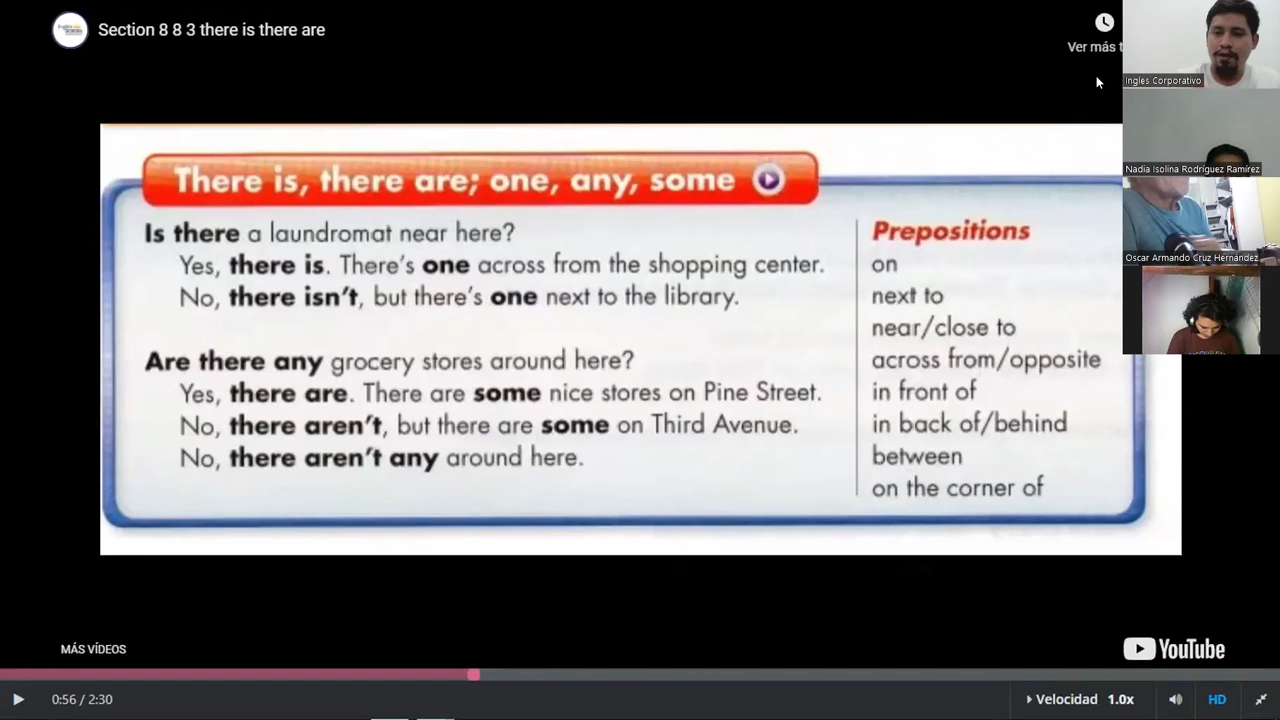 Section 8 8 3 there is there are
Ver más t
Ingles Corporativo
Nadia Isolina Rodríguez Ramírez
Oscar Armando Cruz Hernández
There is, there are; one, any, some
Is there a laundromat near here?
Yes, there is. There's one across from the shopping center.
No, there isn't, but there's one next to the library.
Are there any grocery stores around here?
Yes, there are. There are some nice stores on Pine Street.
No, there aren't, but there are some on Third Avenue.
No, there aren't any around here.
Prepositions
on
next to
near/close to
across from/opposite
in front of
in back of/behind
between
on the corner of
MÁS VÍDEOS
YouTube
0:56 / 2:30
Velocidad 1.0x
HD